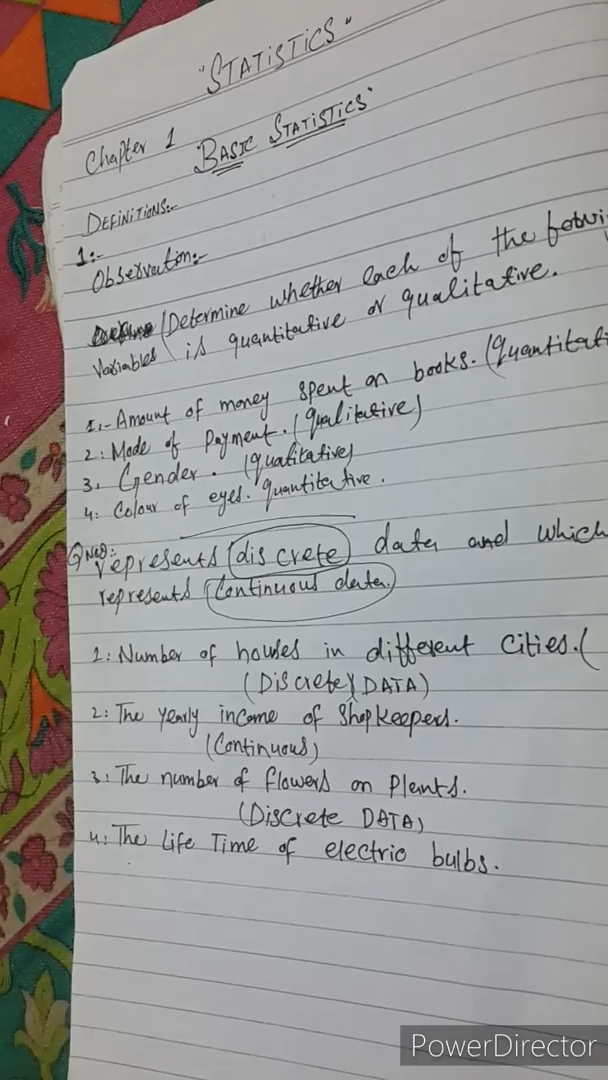 "STATISTICS"
Chapter 1 BASIC STATISTICS"
DEFINITIONS:-
1:-
Observation:-
(Determine whether each of the
Variables is quantitative or qualitative.
1.- Amount of money spent on books. (Quantitati
2: Mode of Payment. (Qualitative)
3. Gender. (qualitative)
4: Colour of eyes. quantitative.
Q No2:
represents discrete data and which
represents (Continuous data.)
1: Number of houses in different Cities. (
(Discrete) (DATA)
2: The yearly income of Shopkeepers.
(Continuous)
3: The number of flowers on Plants.
(Discrete DATA)
4: The Life Time of electric bulbs.
PowerDirector